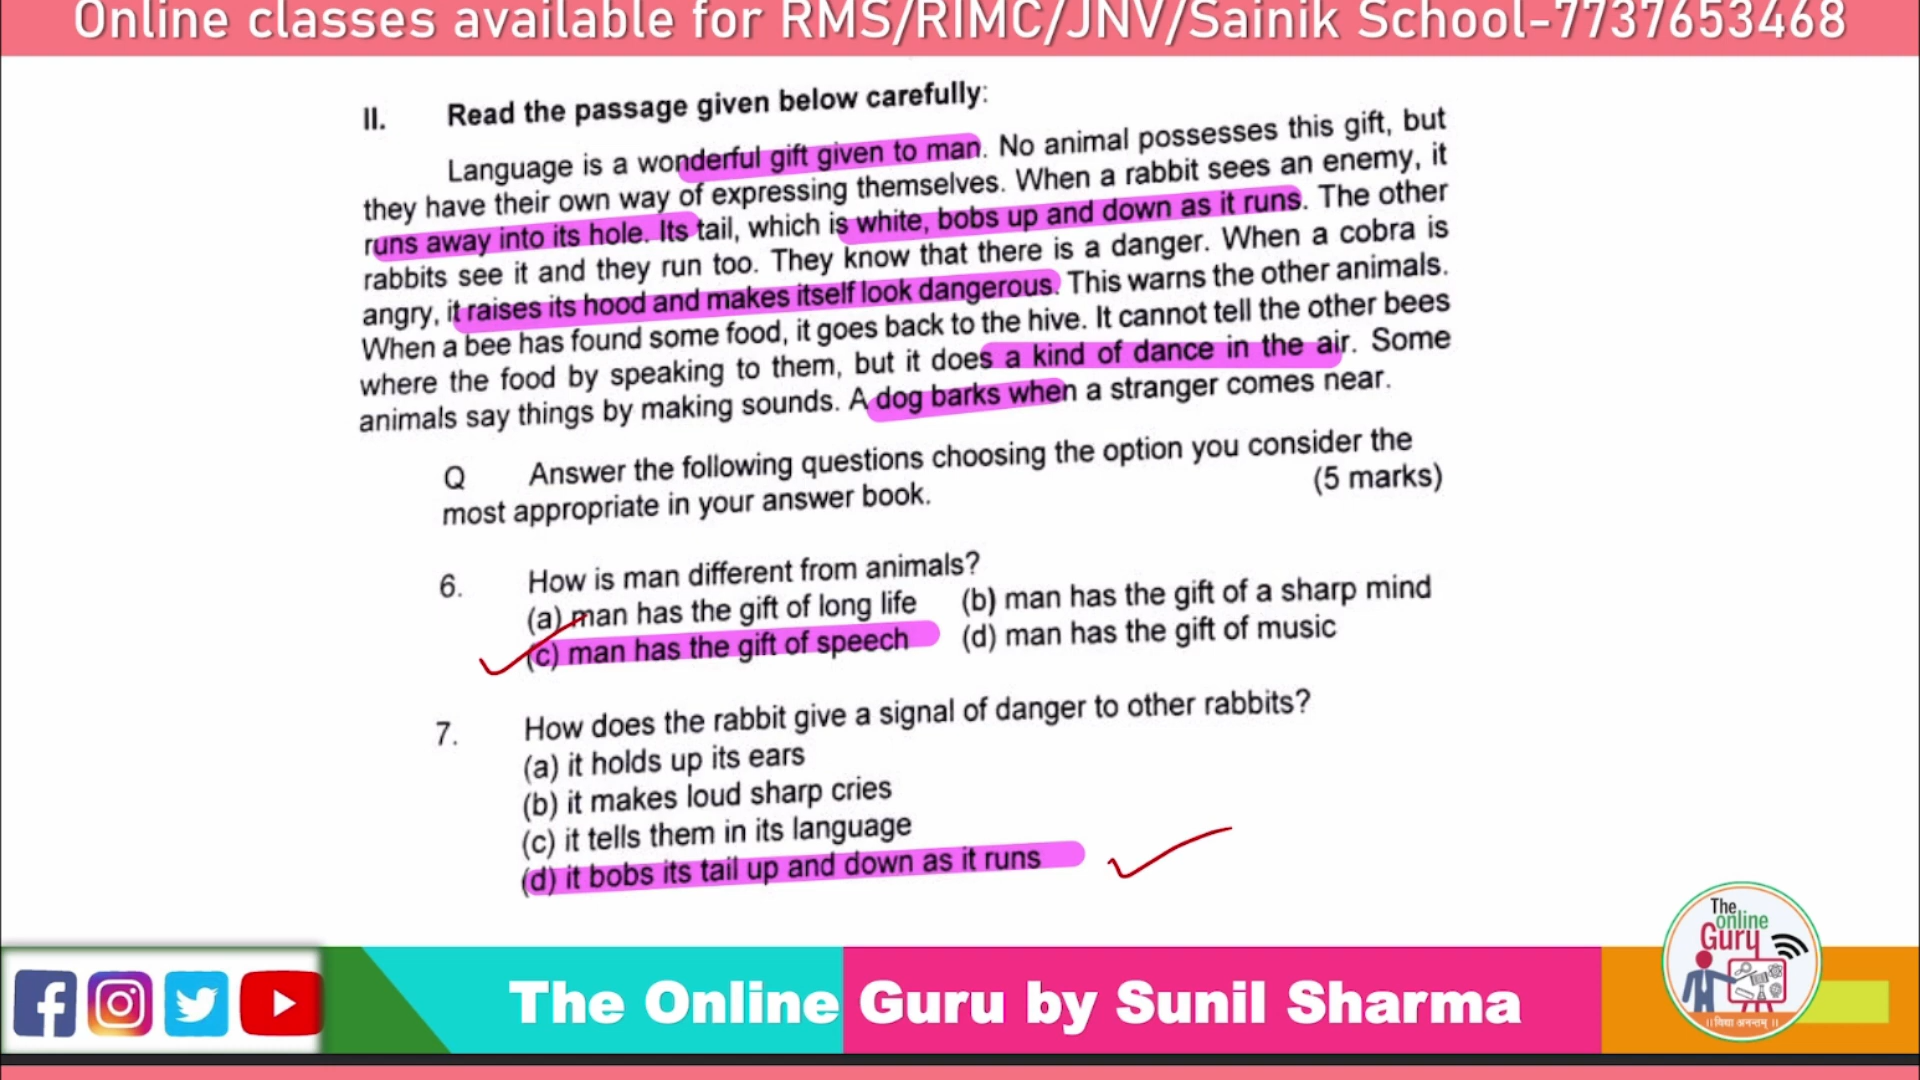 Online classes available for RMS/RIMC/JNV/Sainik School-7737653468
II. Read the passage given below carefully:
Language is a wonderful gift given to man. No animal possesses this gift, but
they have their own way of expressing themselves. When a rabbit sees an enemy, it
runs away into its hole. Its tail, which is white, bobs up and down as it runs. The other
rabbits see it and they run too. They know that there is a danger. When a cobra is
angry, it raises its hood and makes itself look dangerous. This warns the other animals.
When a bee has found some food, it goes back to the hive. It cannot tell the other bees
where the food by speaking to them, but it does a kind of dance in the air. Some
animals say things by making sounds. A dog barks when a stranger comes near.
Q Answer the following questions choosing the option you consider the
most appropriate in your answer book. (5 marks)
6. How is man different from animals?
(a) man has the gift of long life (b) man has the gift of a sharp mind
(c) man has the gift of speech (d) man has the gift of music
7. How does the rabbit give a signal of danger to other rabbits?
(a) it holds up its ears
(b) it makes loud sharp cries
(c) it tells them in its language
(d) it bobs its tail up and down as it runs
The
online
Guru
॥विद्या अनन्तम्॥
The Online Guru by Sunil Sharma